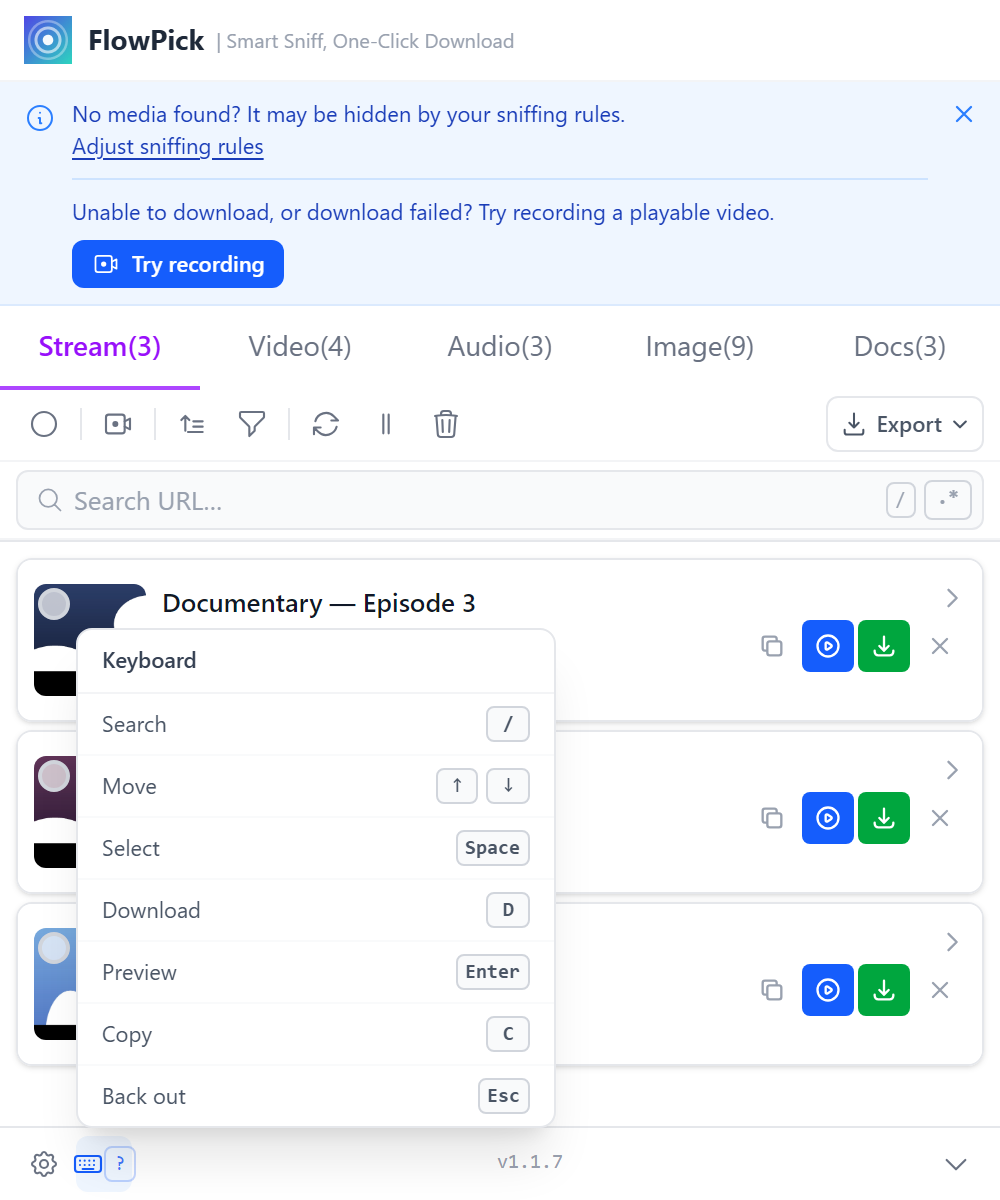 FlowPick | Smart Sniff, One-Click Download
No media found? It may be hidden by your sniffing rules.
Adjust sniffing rules
Unable to download, or download failed? Try recording a playable video.
Try recording
Stream(3) Video(4) Audio(3) Image(9) Docs(3)
Export
Search URL... / .*
Documentary — Episode 3
Keyboard
Search /
Move ↑ ↓
Select Space
Download D
Preview Enter
Copy C
Back out Esc
? v1.1.7